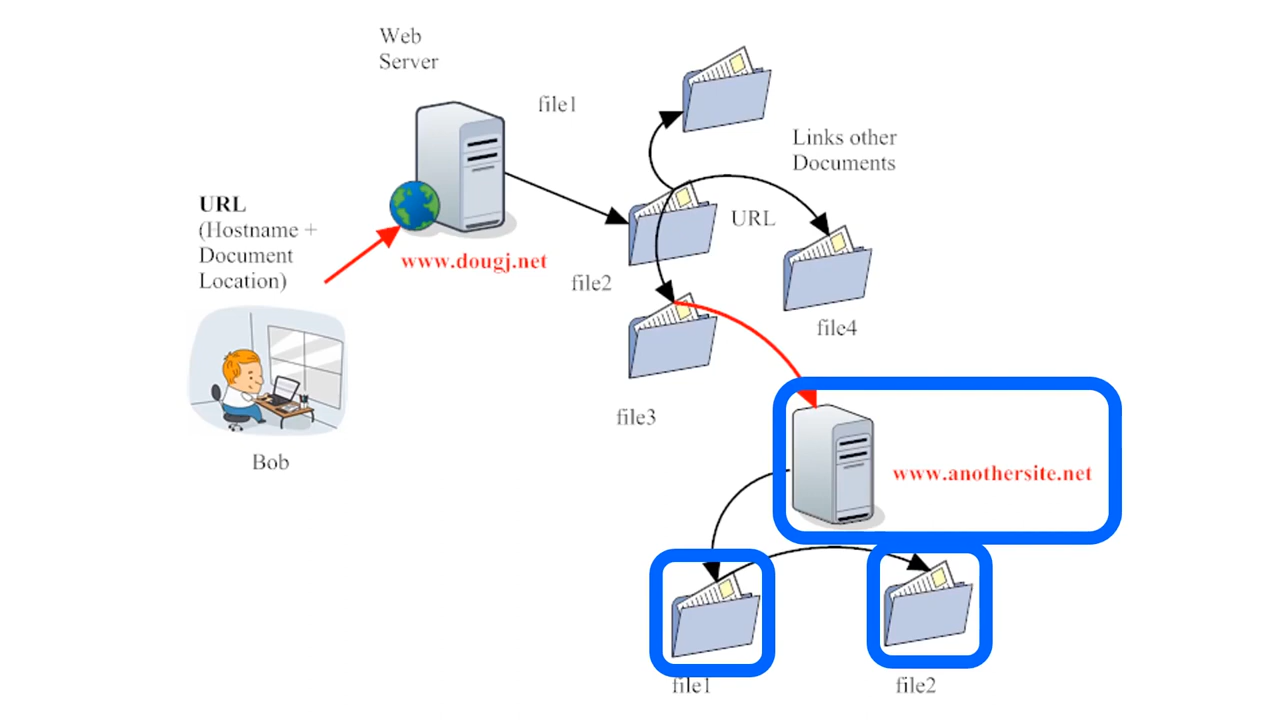 Web
Server
file1
Links other
Documents
URL
(Hostname +
Document
Location)
URL
www.dougj.net
file2
file4
file3
Bob
www.anothersite.net
file1
file2